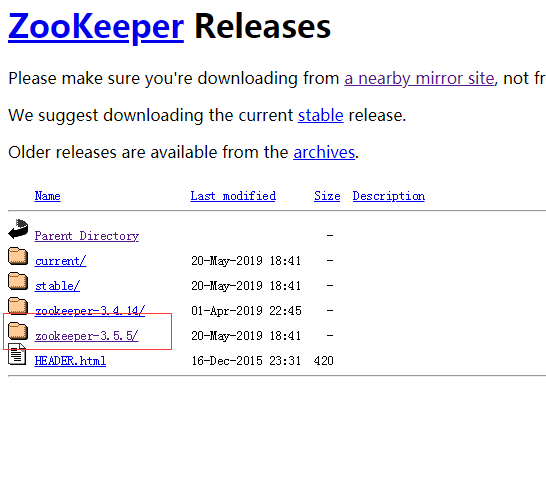 ZooKeeper Releases
Please make sure you're downloading from a nearby mirror site, not fr
We suggest downloading the current stable release.
Older releases are available from the archives.
Name Last modified Size Description
Parent Directory -
current/ 20-May-2019 18:41 -
stable/ 20-May-2019 18:41 -
zookeeper-3.4.14/ 01-Apr-2019 22:45 -
zookeeper-3.5.5/ 20-May-2019 18:41 -
HEADER.html 16-Dec-2015 23:31 420